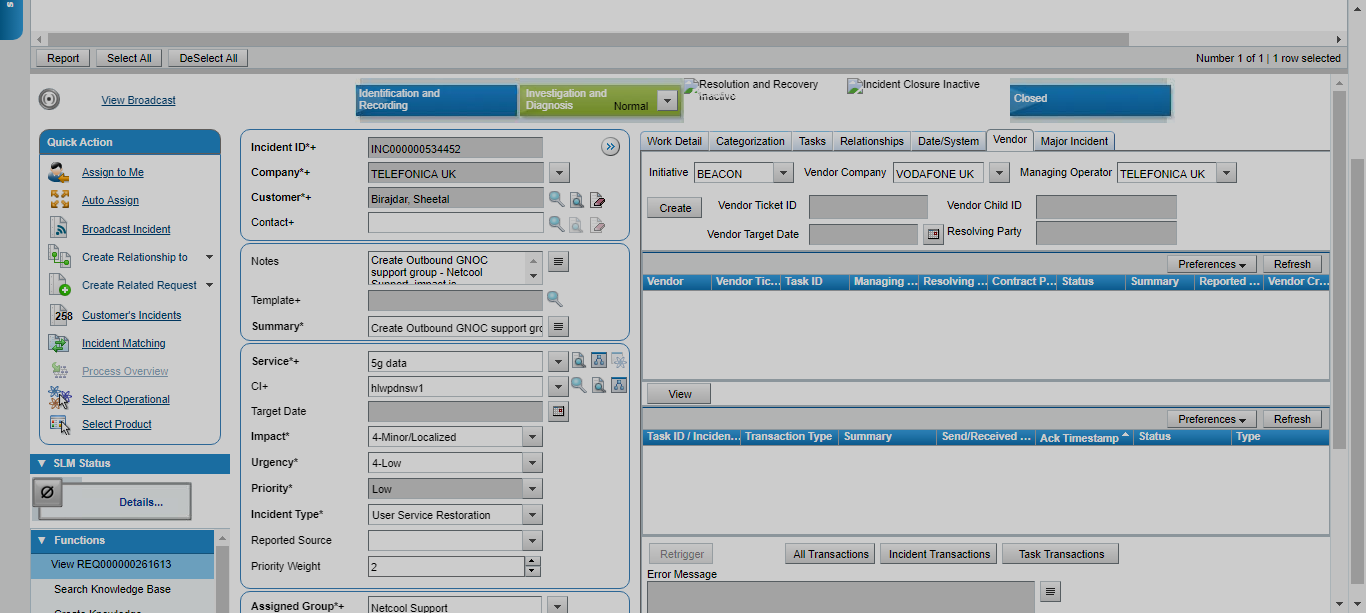 s
Report Select All DeSelect All Number 1 of 1 | 1 row selected
View Broadcast
Identification and Recording
Investigation and Diagnosis Normal
Resolution and Recovery Inactive
Incident Closure Inactive
Closed
Quick Action
Assign to Me
Auto Assign
Broadcast Incident
Create Relationship to
Create Related Request
258 Customer's Incidents
Incident Matching
Process Overview
Select Operational
Select Product
SLM Status
Details...
Functions
View REQ000000261613
Search Knowledge Base
Create Knowledge
Incident ID*+ INC000000534452
Company*+ TELEFONICA UK
Customer*+ Birajdar, Sheetal
Contact+
Notes Create Outbound GNOC
support group - Netcool
Support, impact is
Template+
Summary* Create Outbound GNOC support gro
Service*+ 5g data
CI+ hlwpdnsw1
Target Date
Impact* 4-Minor/Localized
Urgency* 4-Low
Priority* Low
Incident Type* User Service Restoration
Reported Source
Priority Weight 2
Assigned Group*+ Netcool Support
Work Detail Categorization Tasks Relationships Date/System Vendor Major Incident
Initiative BEACON Vendor Company VODAFONE UK Managing Operator TELEFONICA UK
Create Vendor Ticket ID Vendor Child ID
Vendor Target Date Resolving Party
Preferences Refresh
Vendor Vendor Tic... Task ID Managing ... Resolving ... Contract P... Status Summary Reported ... Vendor Cr...
View
Preferences Refresh
Task ID / Inciden... Transaction Type Summary Send/Received ... Ack Timestamp Status Type
Retrigger All Transactions Incident Transactions Task Transactions
Error Message